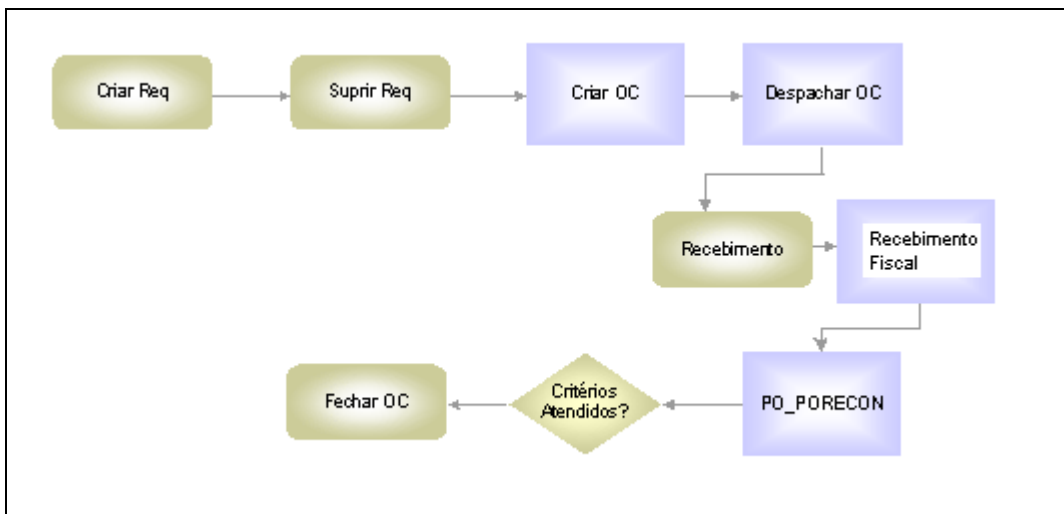 Criar Req
Suprir Req
Criar OC
Despachar OC
Recebimento
Recebimento
Fiscal
Fechar OC
Critérios
Atendidos?
PO_PORECON